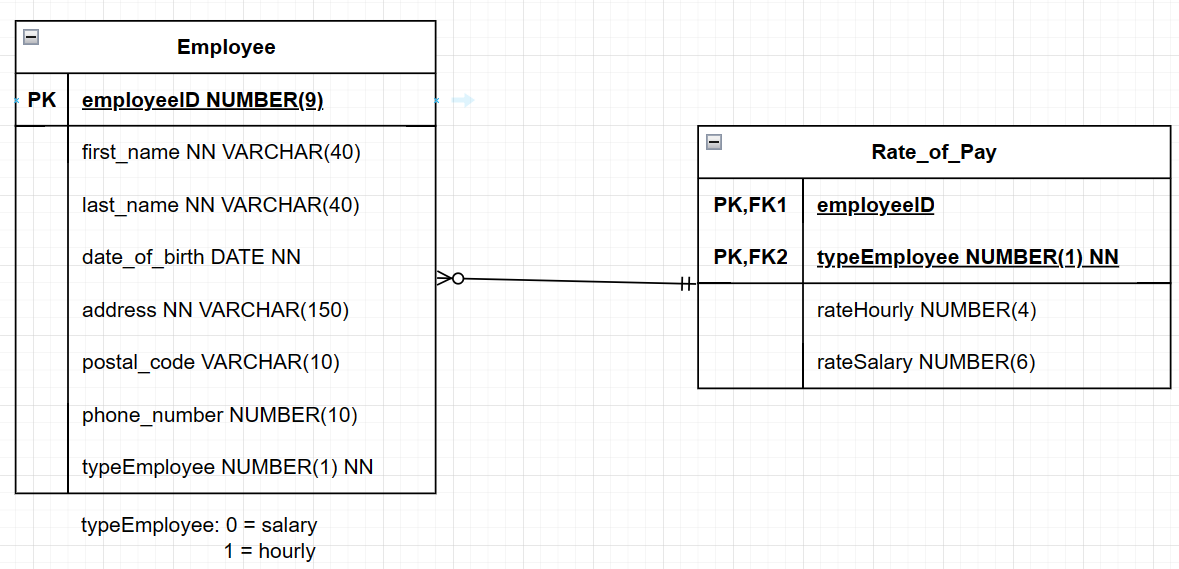 Employee
PK employeeID NUMBER(9)
first_name NN VARCHAR(40)
last_name NN VARCHAR(40)
date_of_birth DATE NN
address NN VARCHAR(150)
postal_code VARCHAR(10)
phone_number NUMBER(10)
typeEmployee NUMBER(1) NN
typeEmployee: 0 = salary
1 = hourly
Rate_of_Pay
PK,FK1 employeeID
PK,FK2 typeEmployee NUMBER(1) NN
rateHourly NUMBER(4)
rateSalary NUMBER(6)